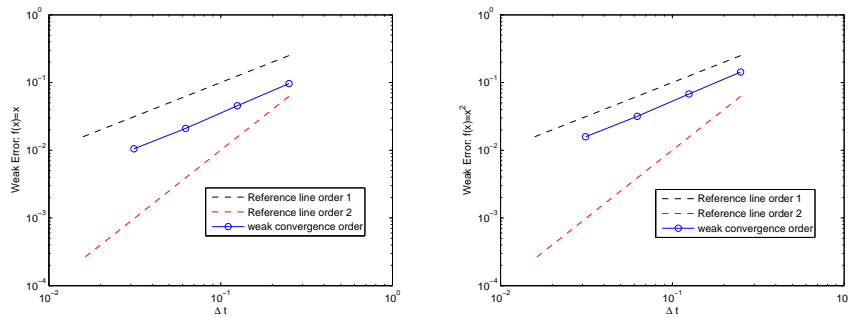 10^0
10^-1
10^-2
10^-3
10^-4
Weak Error: f(x)=x
Reference line order 1
Reference line order 2
weak convergence order
10^-2
10^-1
10^0
Δ t
10^0
10^-1
10^-2
10^-3
10^-4
Weak Error: f(x)=x^2
Reference line order 1
Reference line order 2
weak convergence order
10^-2
10^-1
10
Δ t